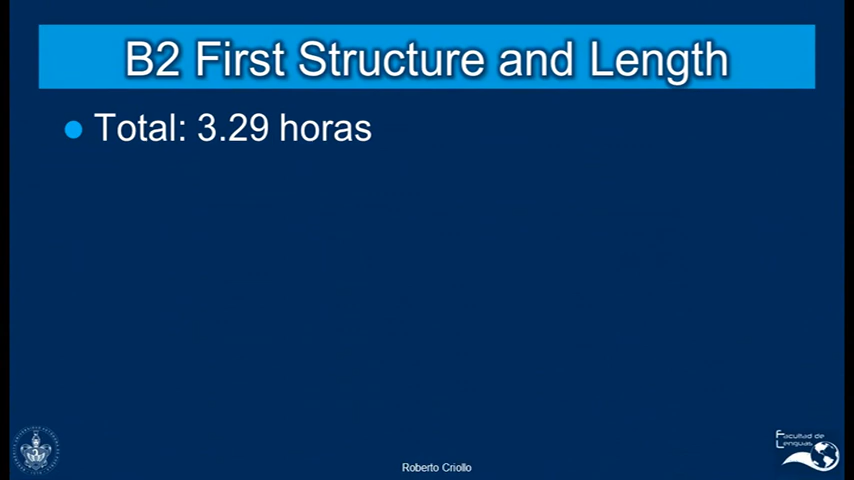 B2 First Structure and Length
Total: 3.29 horas
Facultad de
Lenguas
Roberto Criollo